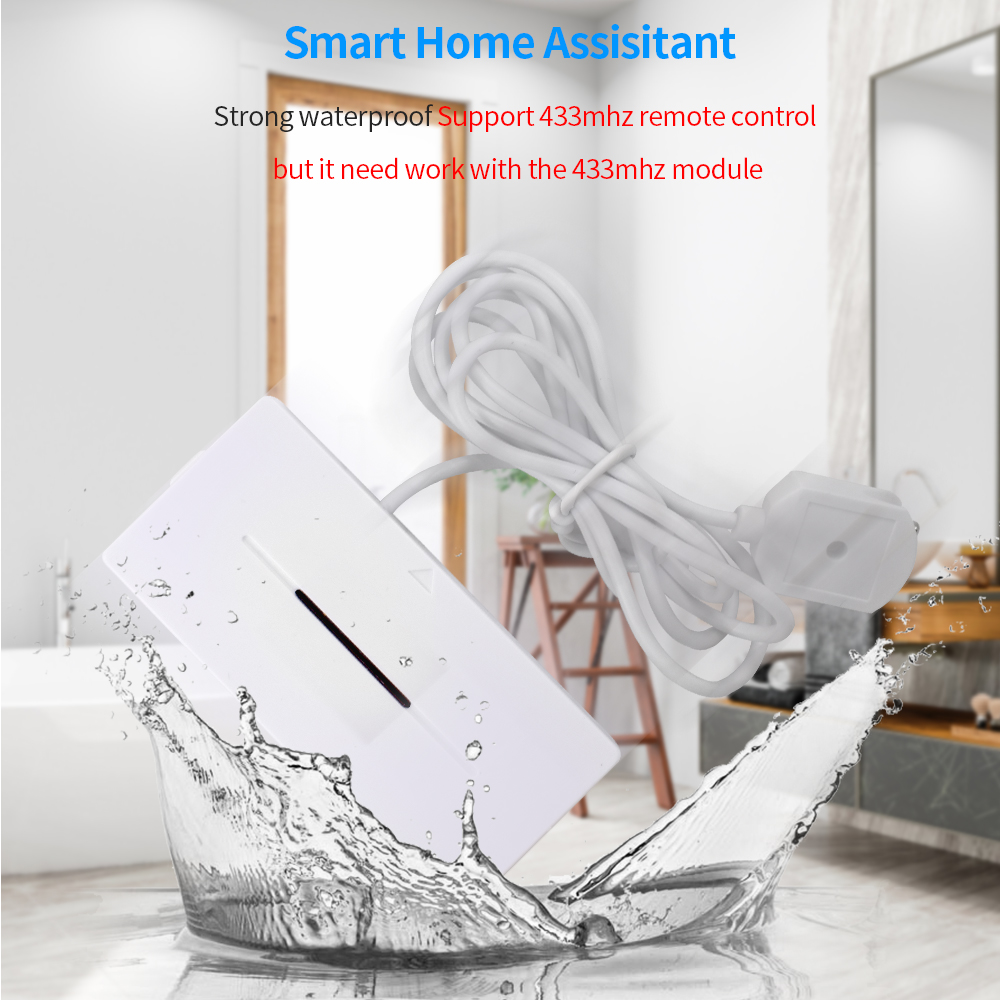 Smart Home Assisitant
Strong waterproof Support 433mhz remote control
but it need work with the 433mhz module